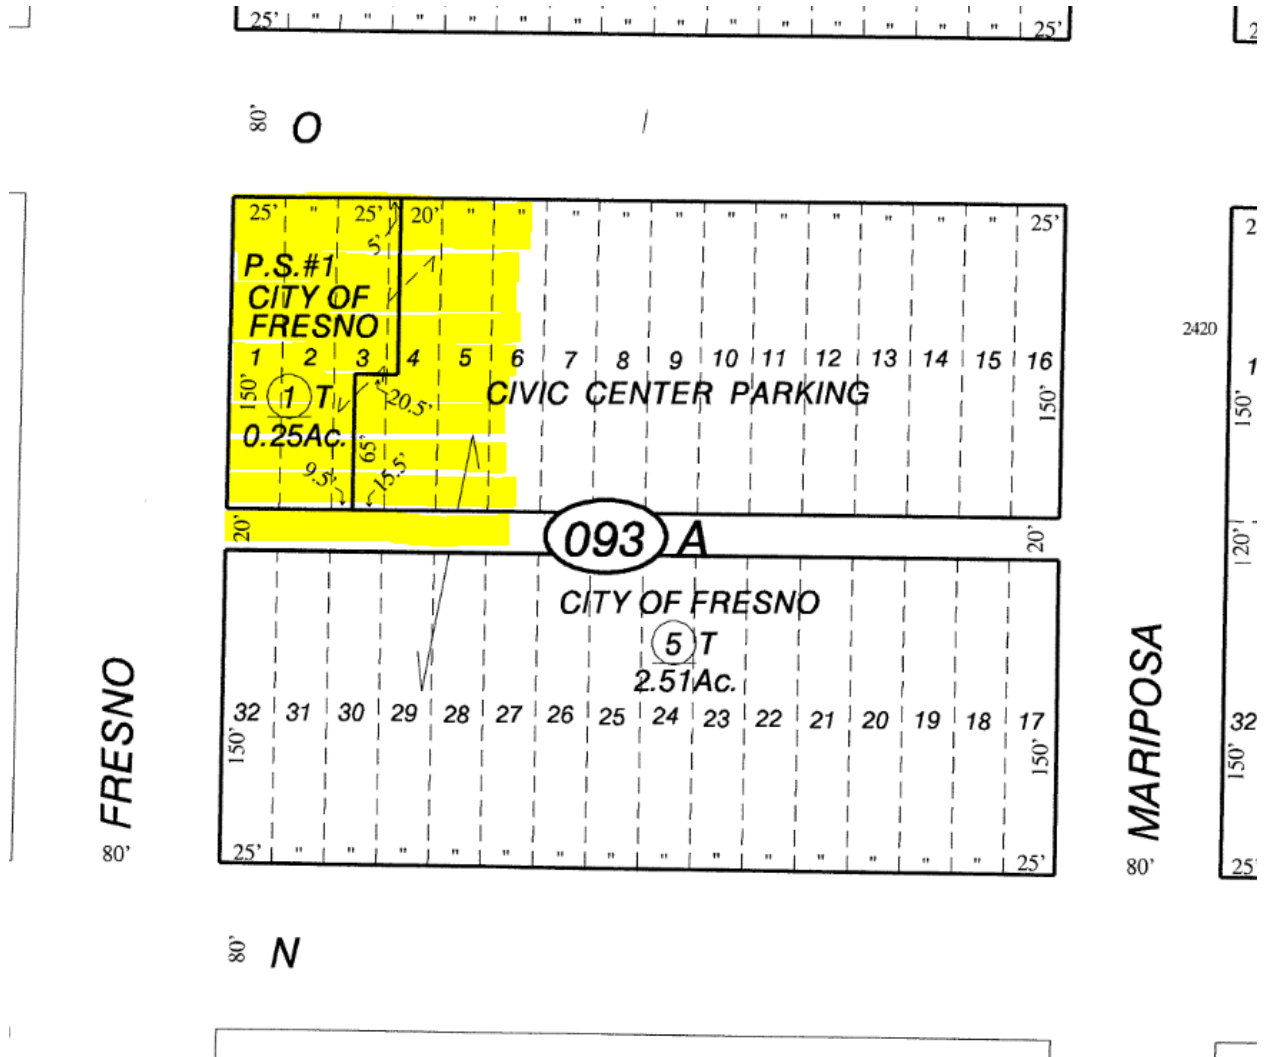 25' " " " " " " " " " " " " " " 25'
2
80' O
25' " 25' 20' " " " " " " " " " " " 25'
2
5'
P.S.#1
CITY OF
FRESNO
2420
1 2 3 4 5 6 7 8 9 10 11 12 13 14 15 16
1
150' 1 T 20.5' CIVIC CENTER PARKING 150'
150'
0.25Ac. 65'
9.5' 15.5'
20' 093 A 20'
20'
CITY OF FRESNO
5 T
2.51Ac.
32 31 30 29 28 27 26 25 24 23 22 21 20 19 18 17
32
150' 150'
150'
FRESNO
MARIPOSA
80'
25' " " " " " " " " " " " " " " 25'
80'
25'
80' N